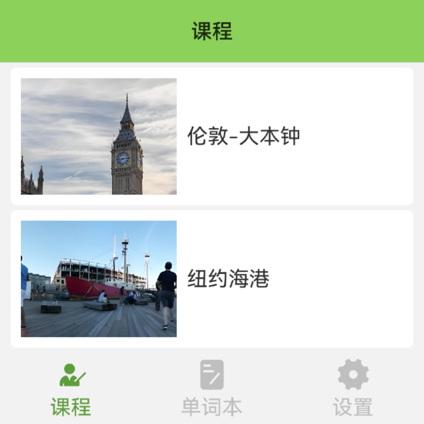 课程
伦敦-大本钟
纽约海港
课程
单词本
设置